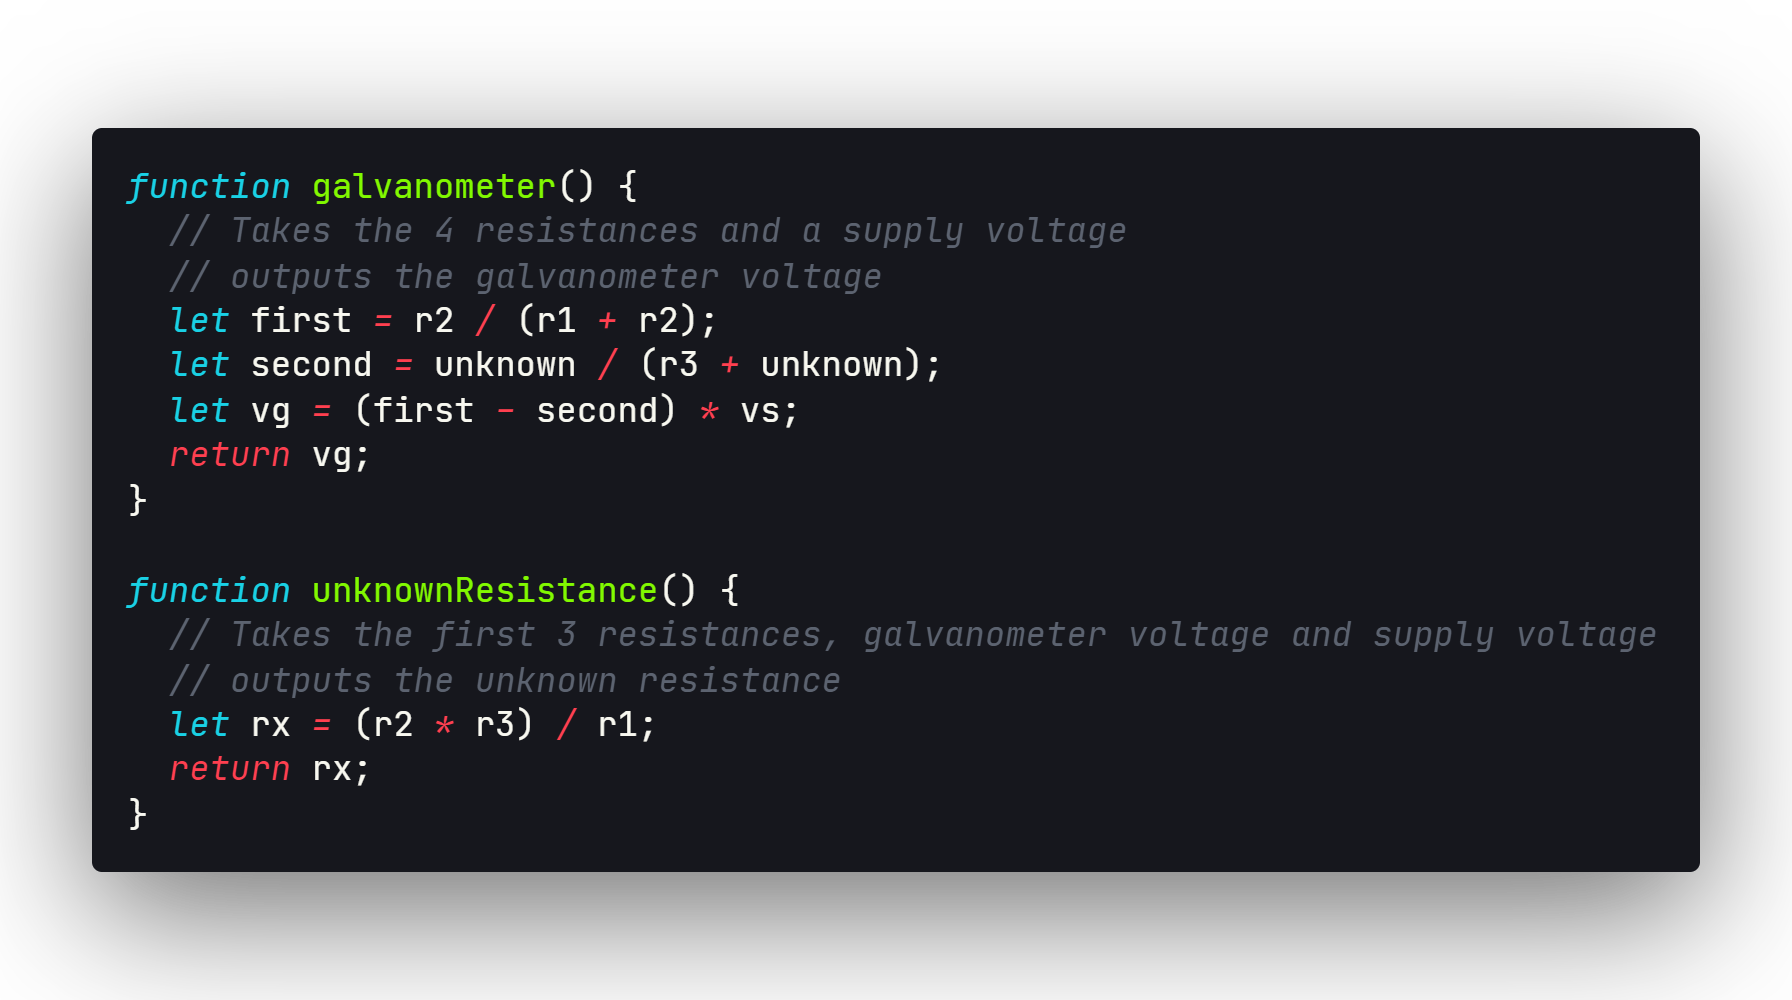 function galvanometer() {
  // Takes the 4 resistances and a supply voltage
  // outputs the galvanometer voltage
  let first = r2 / (r1 + r2);
  let second = unknown / (r3 + unknown);
  let vg = (first - second) * vs;
  return vg;
}

function unknownResistance() {
  // Takes the first 3 resistances, galvanometer voltage and supply voltage
  // outputs the unknown resistance
  let rx = (r2 * r3) / r1;
  return rx;
}